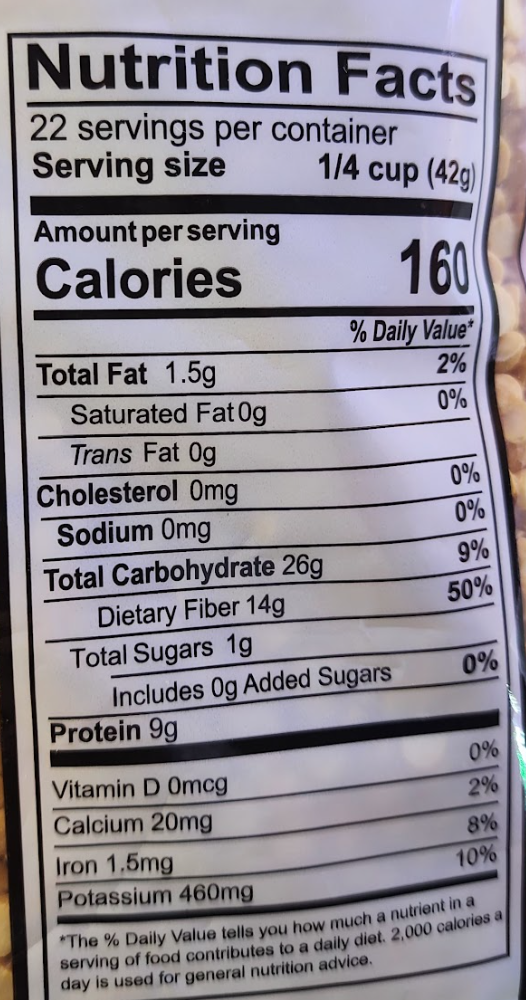 Nutrition Facts
22 servings per container
Serving size 1/4 cup (42g)
Amount per serving
Calories 160
% Daily Value*
Total Fat 1.5g 2%
Saturated Fat 0g 0%
Trans Fat 0g
Cholesterol 0mg 0%
Sodium 0mg 0%
Total Carbohydrate 26g 9%
Dietary Fiber 14g 50%
Total Sugars 1g
Includes 0g Added Sugars 0%
Protein 9g
Vitamin D 0mcg 0%
Calcium 20mg 2%
Iron 1.5mg 8%
Potassium 460mg 10%
*The % Daily Value tells you how much a nutrient in a
serving of food contributes to a daily diet. 2,000 calories a
day is used for general nutrition advice.